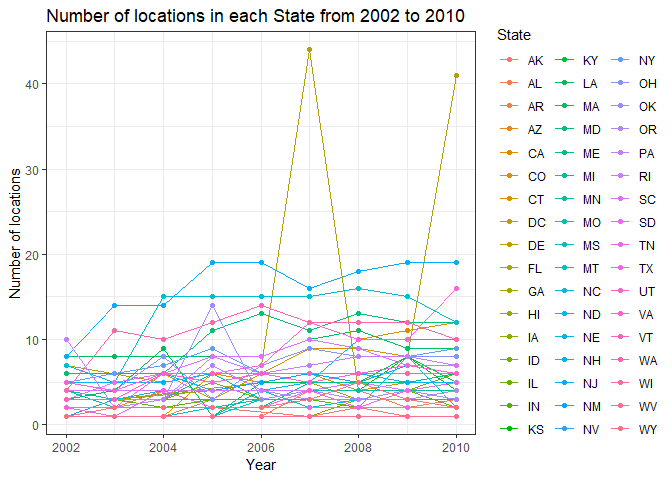 Number of locations in each State from 2002 to 2010
Number of locations
40
30
20
10
0
2002 2004 2006 2008 2010
Year
State
AK KY NY
AL LA OH
AR MA OK
AZ MD OR
CA ME PA
CO MI RI
CT MN SC
DC MO SD
DE MS TN
FL MT TX
GA NC UT
HI ND VA
IA NE VT
ID NH WA
IL NJ WI
IN NM WV
KS NV WY